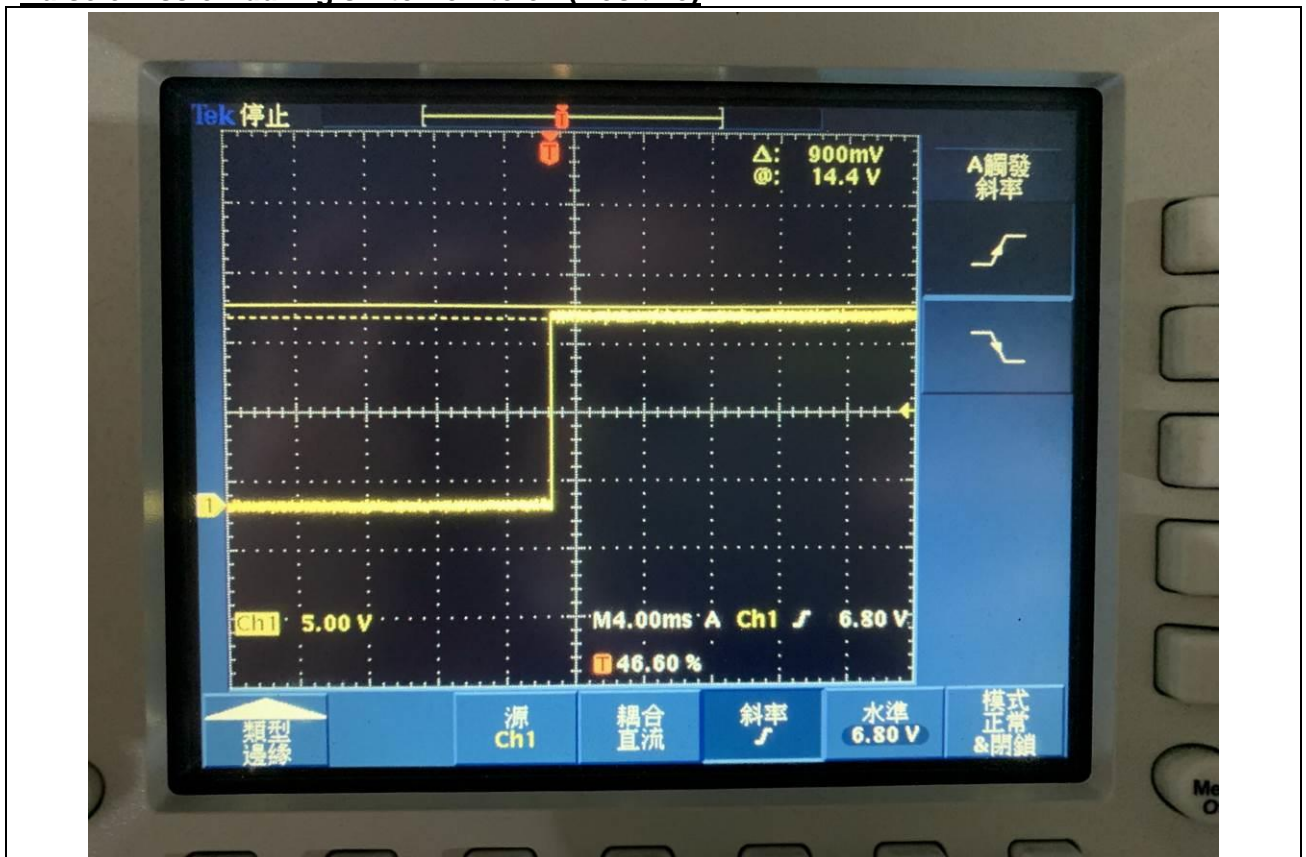 Tek 停止
T
T
Δ: 900mV
@: 14.4 V
A觸發
斜率
1
Ch1 5.00 V M4.00ms A Ch1 6.80 V
T 46.60 %
類型
邊緣
源
Ch1
耦合
直流
斜率
水準
6.80 V
模式
正常
&閉鎖
Me
O